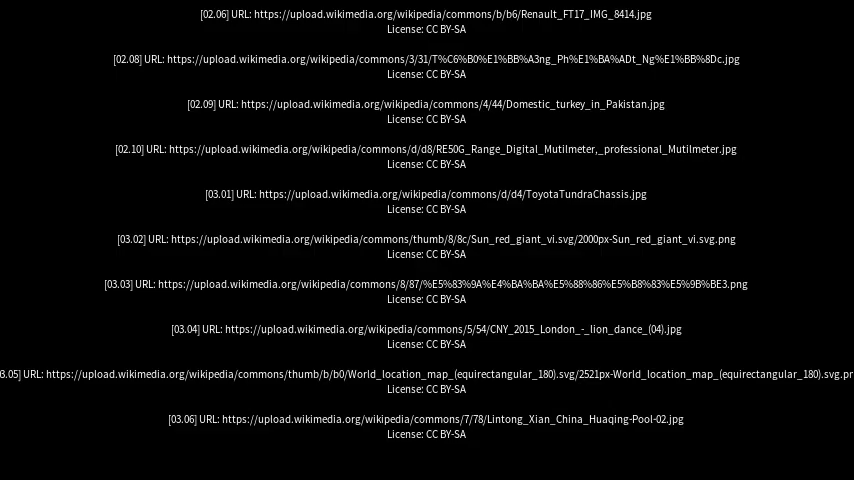 [02.06] URL: https://upload.wikimedia.org/wikipedia/commons/b/b6/Renault_FT17_IMG_8414.jpg
License: CC BY-SA
[02.08] URL: https://upload.wikimedia.org/wikipedia/commons/3/31/T%C6%B0%E1%BB%A3ng_Ph%E1%BA%ADt_Ng%E1%BB%8Dc.jpg
License: CC BY-SA
[02.09] URL: https://upload.wikimedia.org/wikipedia/commons/4/44/Domestic_turkey_in_Pakistan.jpg
License: CC BY-SA
[02.10] URL: https://upload.wikimedia.org/wikipedia/commons/d/d8/RE50G_Range_Digital_Mutilmeter,_professional_Mutilmeter.jpg
License: CC BY-SA
[03.01] URL: https://upload.wikimedia.org/wikipedia/commons/d/d4/ToyotaTundraChassis.jpg
License: CC BY-SA
[03.02] URL: https://upload.wikimedia.org/wikipedia/commons/thumb/8/8c/Sun_red_giant_vi.svg/2000px-Sun_red_giant_vi.svg.png
License: CC BY-SA
[03.03] URL: https://upload.wikimedia.org/wikipedia/commons/8/87/%E5%83%9A%E4%BA%BA%E5%88%86%E5%B8%83%E5%9B%BE3.png
License: CC BY-SA
[03.04] URL: https://upload.wikimedia.org/wikipedia/commons/5/54/CNY_2015_London_-_lion_dance_(04).jpg
License: CC BY-SA
3.05] URL: https://upload.wikimedia.org/wikipedia/commons/thumb/b/b0/World_location_map_(equirectangular_180).svg/2521px-World_location_map_(equirectangular_180).svg.pr
License: CC BY-SA
[03.06] URL: https://upload.wikimedia.org/wikipedia/commons/7/78/Lintong_Xian_China_Huaqing-Pool-02.jpg
License: CC BY-SA